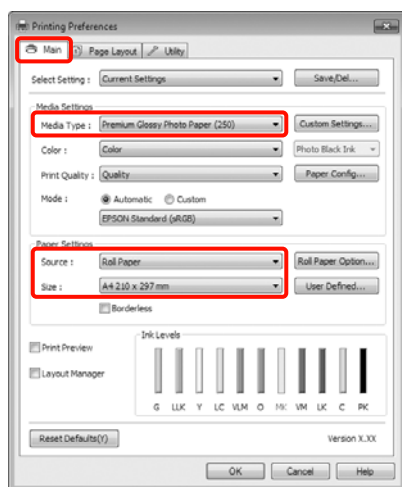 Printing Preferences
Main Page Layout Utility
Select Setting : Current Settings Save/Del...
Media Settings
Media Type : Premium Glossy Photo Paper (250) Custom Settings...
Color : Color Photo Black Ink
Print Quality : Quality Paper Config...
Mode : Automatic Custom
EPSON Standard (sRGB)
Paper Settings
Source : Roll Paper Roll Paper Option...
Size : A4 210 x 297 mm User Defined...
Borderless
Ink Levels
Print Preview
Layout Manager
G LLK Y LC VLM O MK VM LK C PK
Reset Defaults(Y) Version X.XX
OK Cancel Help